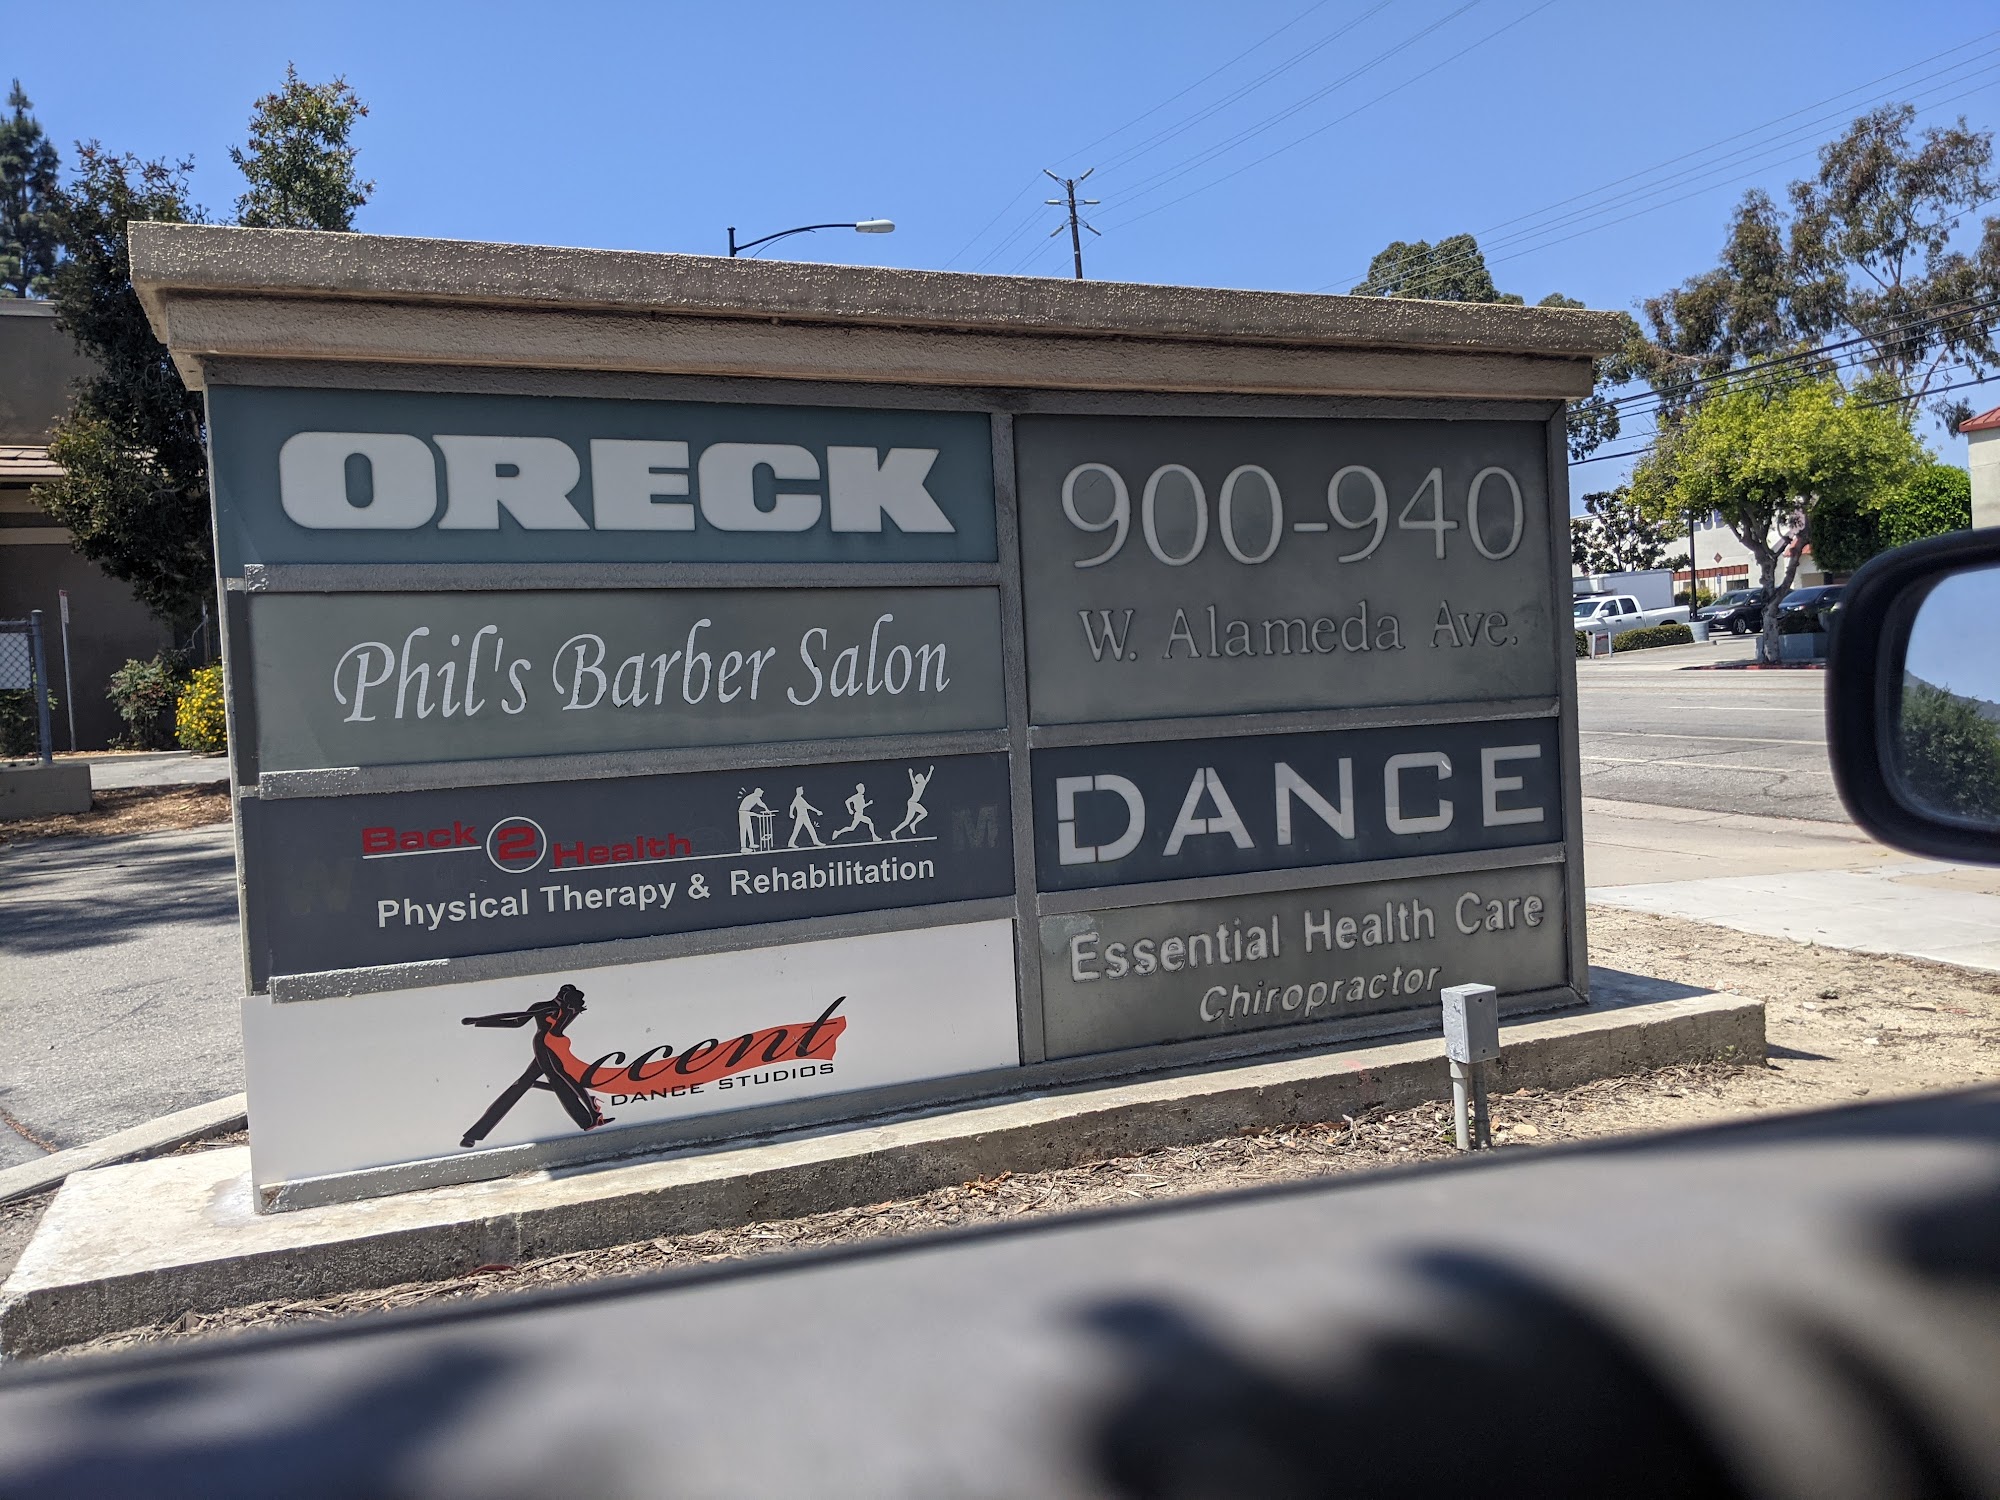 ORECK
Phil's Barber Salon
Back 2 Health
Physical Therapy & Rehabilitation
Accent
DANCE STUDIOS
900-940
W. Alameda Ave.
DANCE
Essential Health Care
Chiropractor